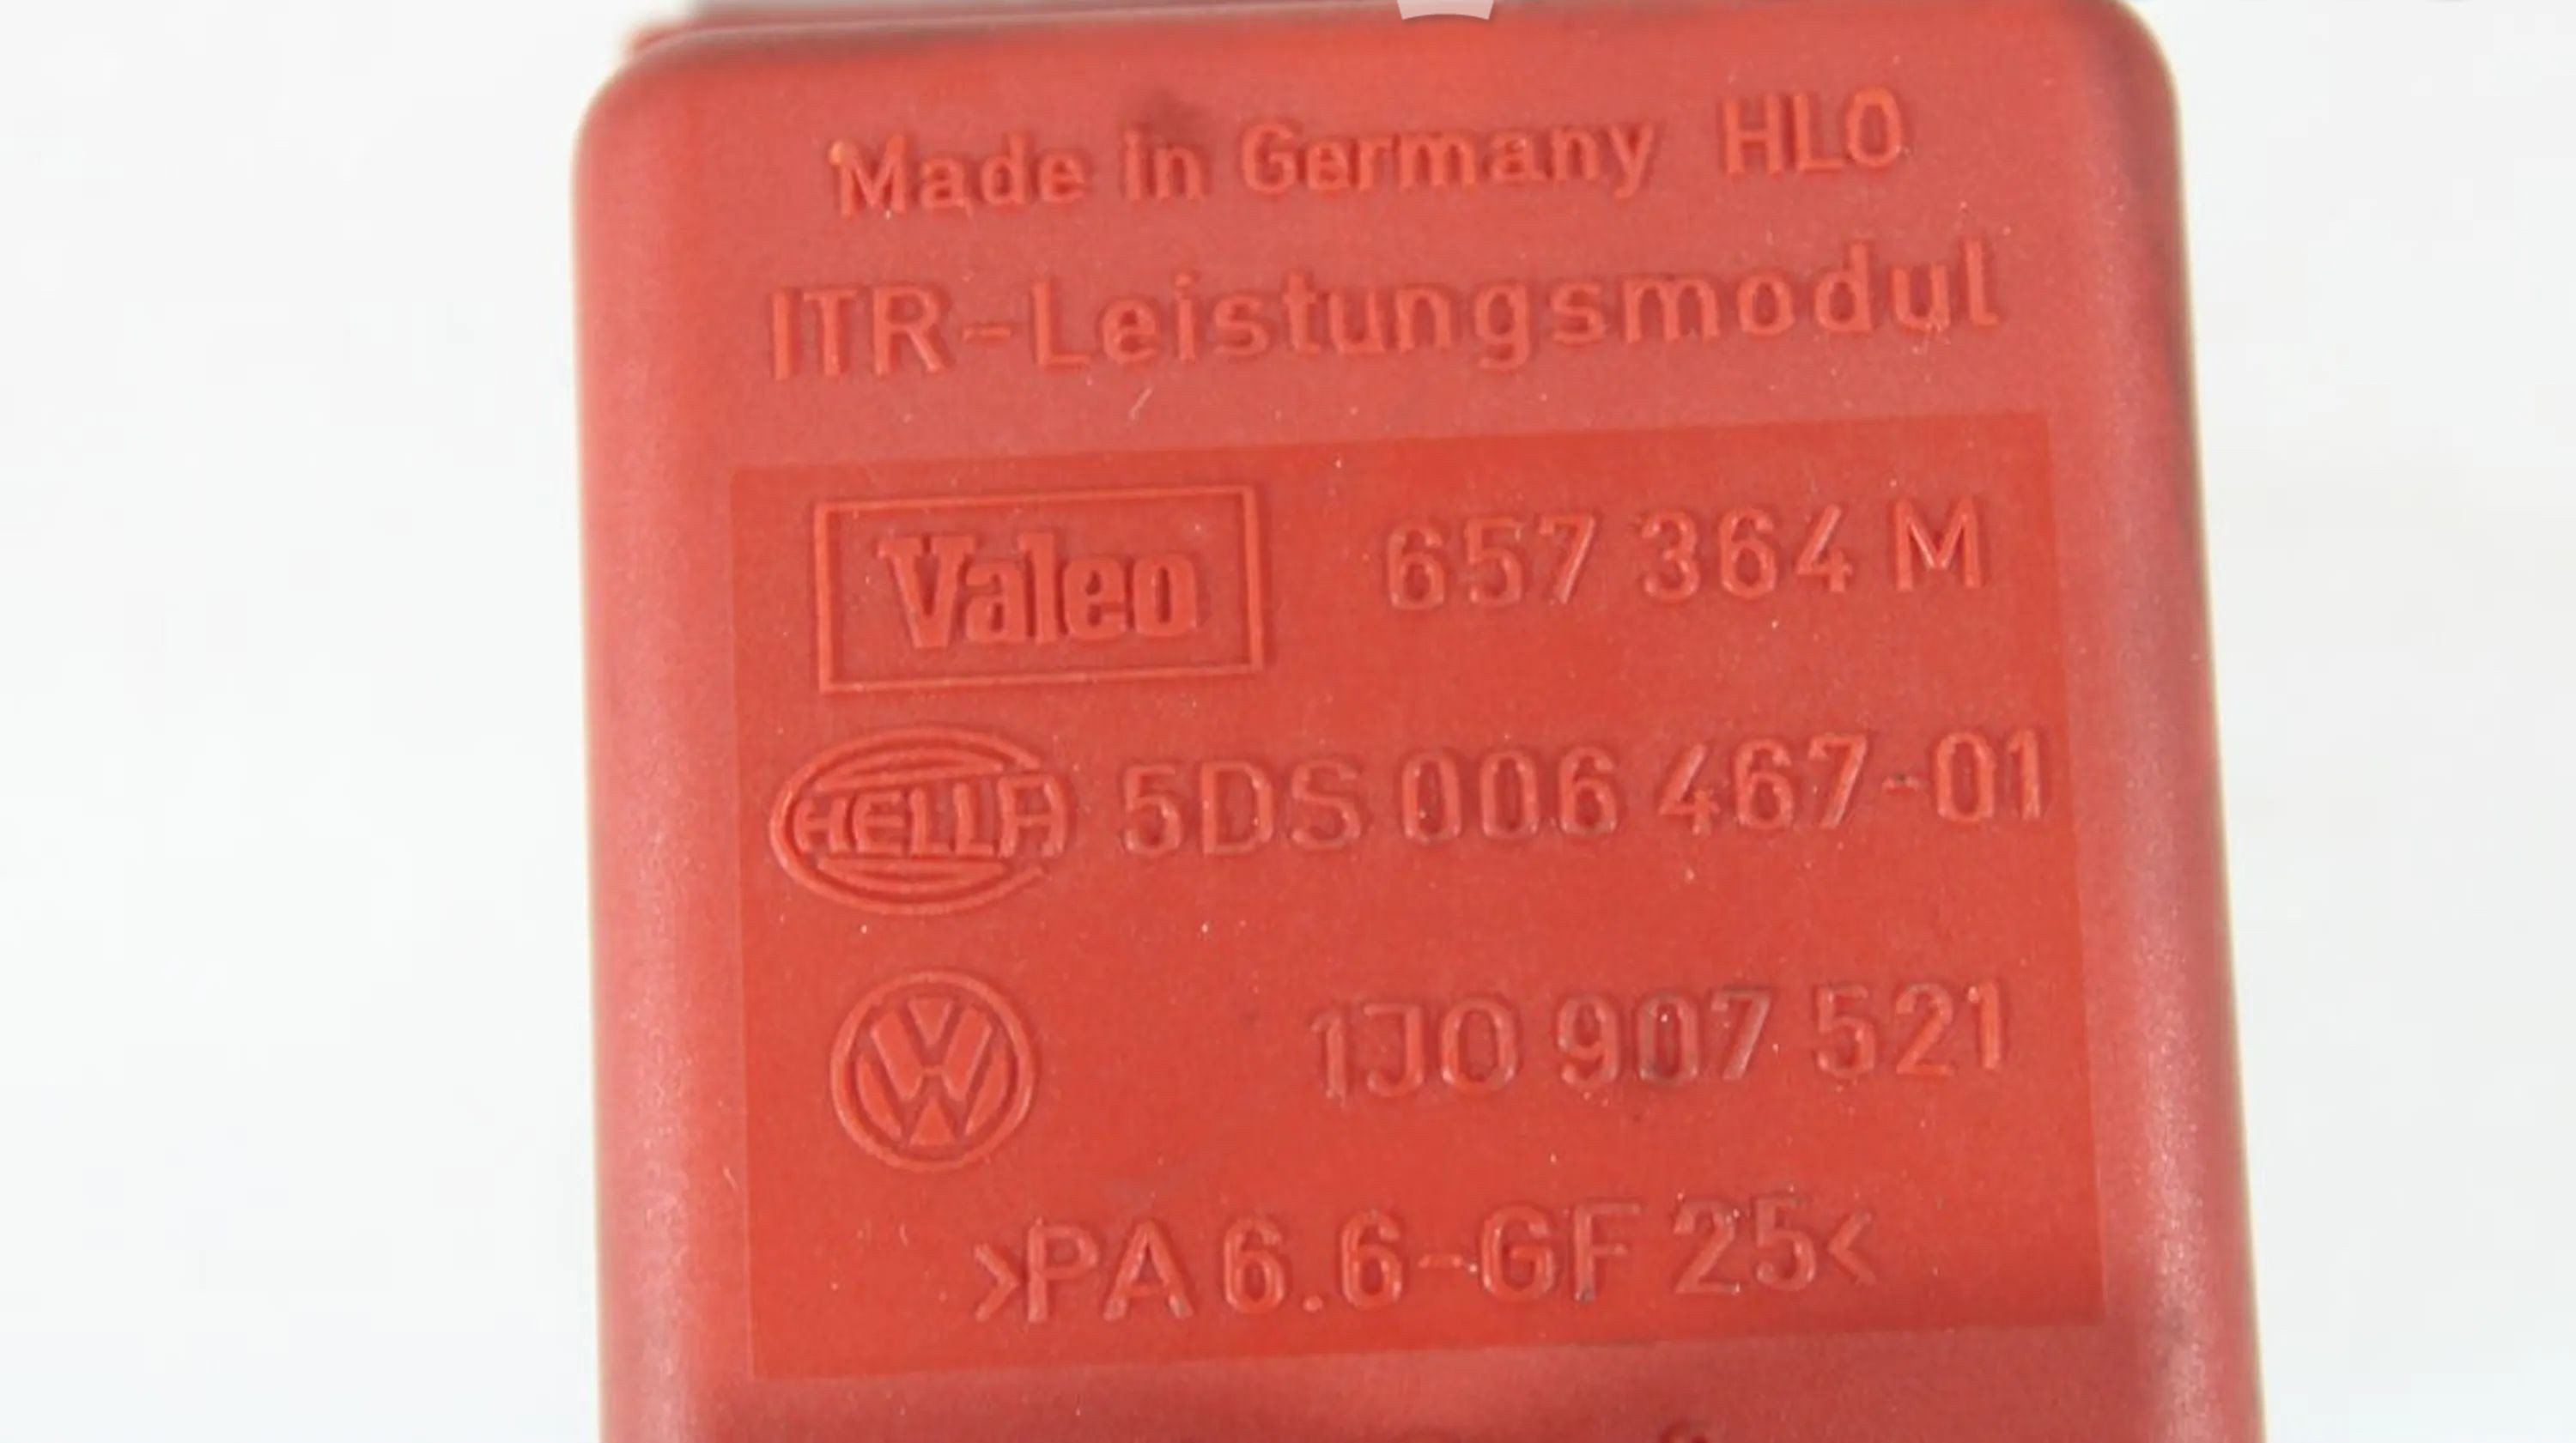 Made in Germany HLO
ITR-Leistungsmodul
Valeo 657 364 M
HELLA 5DS 006 467-01
VW 1J0 907 521
>PA 6.6-GF 25<